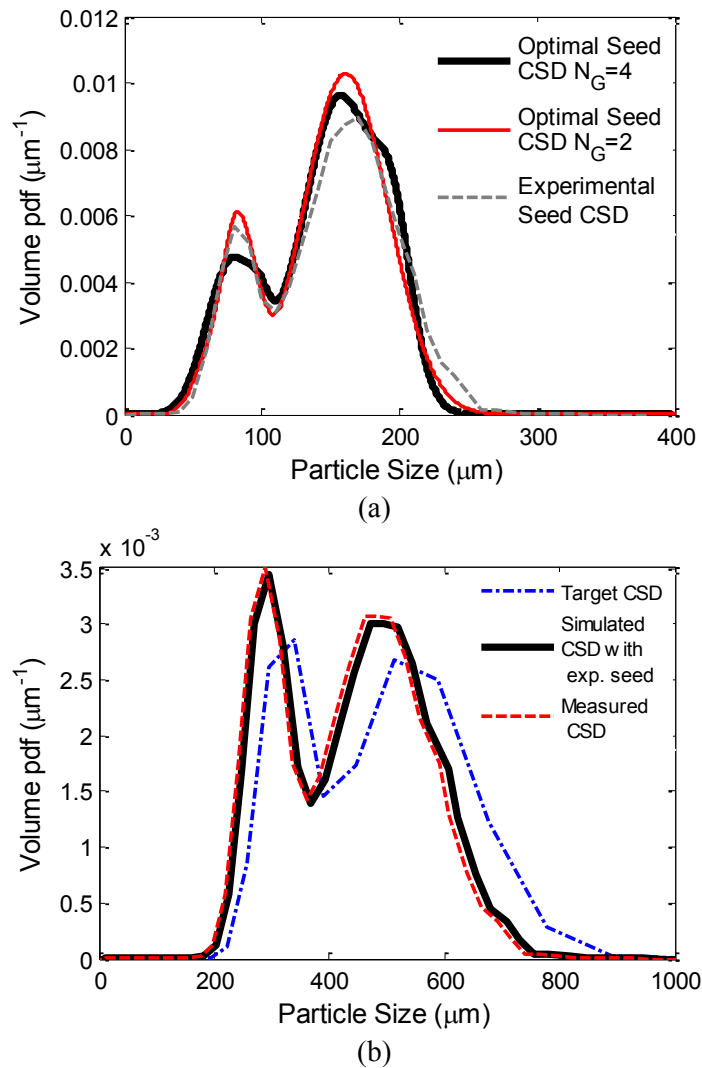 0.012
0.01
0.008
0.006
0.004
0.002
0
Volume pdf (μm⁻¹)
Optimal Seed
CSD N_G=4
Optimal Seed
CSD N_G=2
Experimental
Seed CSD
0 100 200 300 400
Particle Size (μm)
(a)
x 10⁻³
3.5
3
2.5
2
1.5
1
0.5
0
Volume pdf (μm⁻¹)
Target CSD
Simulated
CSD with
exp. seed
Measured
CSD
0 200 400 600 800 1000
Particle Size (μm)
(b)